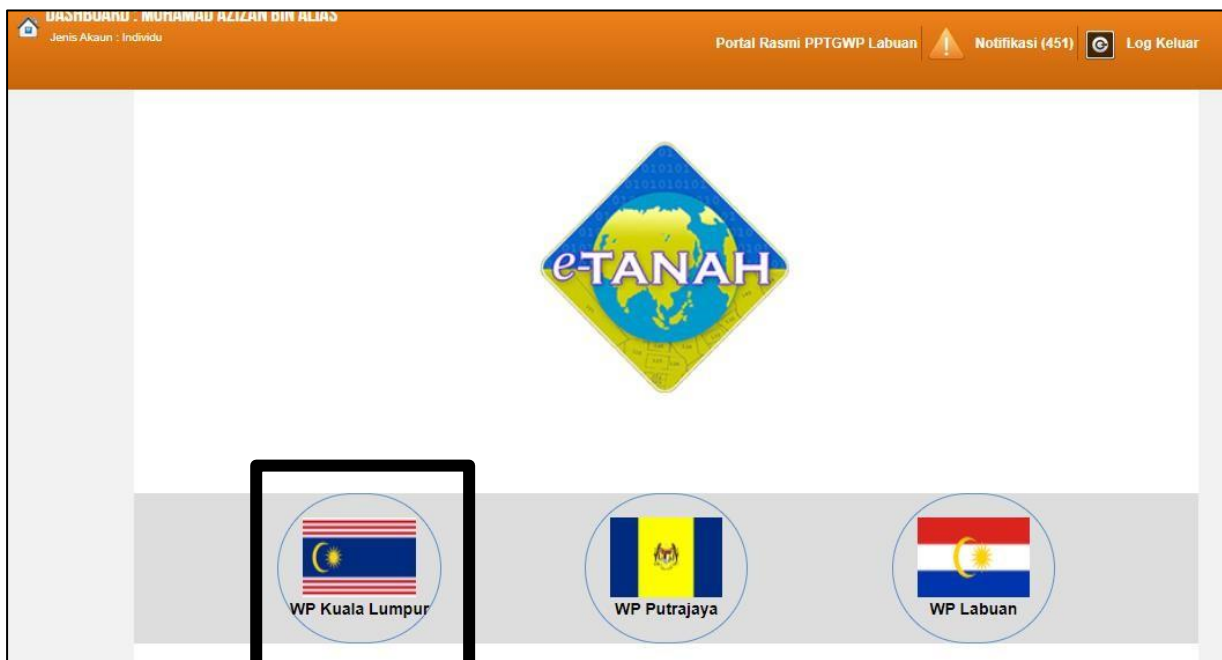 DASHBOARD : MUHAMAD AZIZAN BIN ALIAS
Jenis Akaun : Individu
Portal Rasmi PPTGWP Labuan
Notifikasi (451)
Log Keluar
e-TANAH
WP Kuala Lumpur
WP Putrajaya
WP Labuan